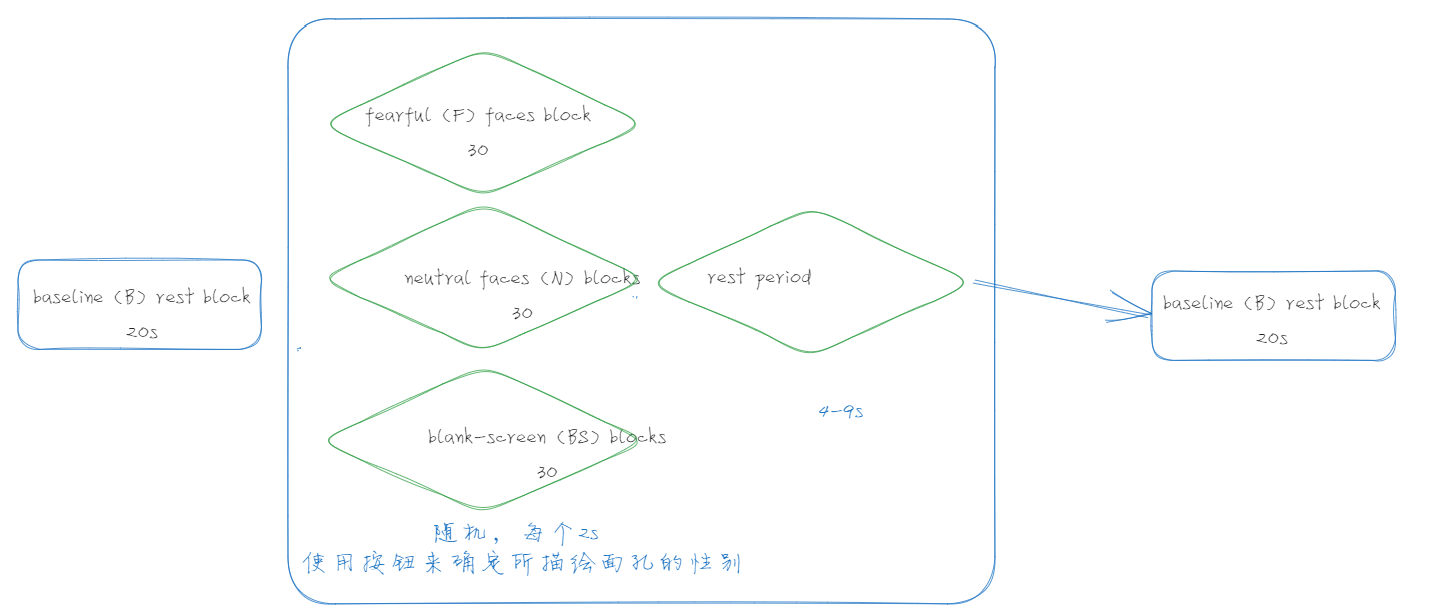 baseline (B) rest block
20s
fearful (F) faces block
30
neutral faces (N) blocks
30
blank-screen (BS) blocks
30
随机，每个2s
使用按钮来确定所描绘面孔的性别
rest period
4-9s
baseline (B) rest block
20s